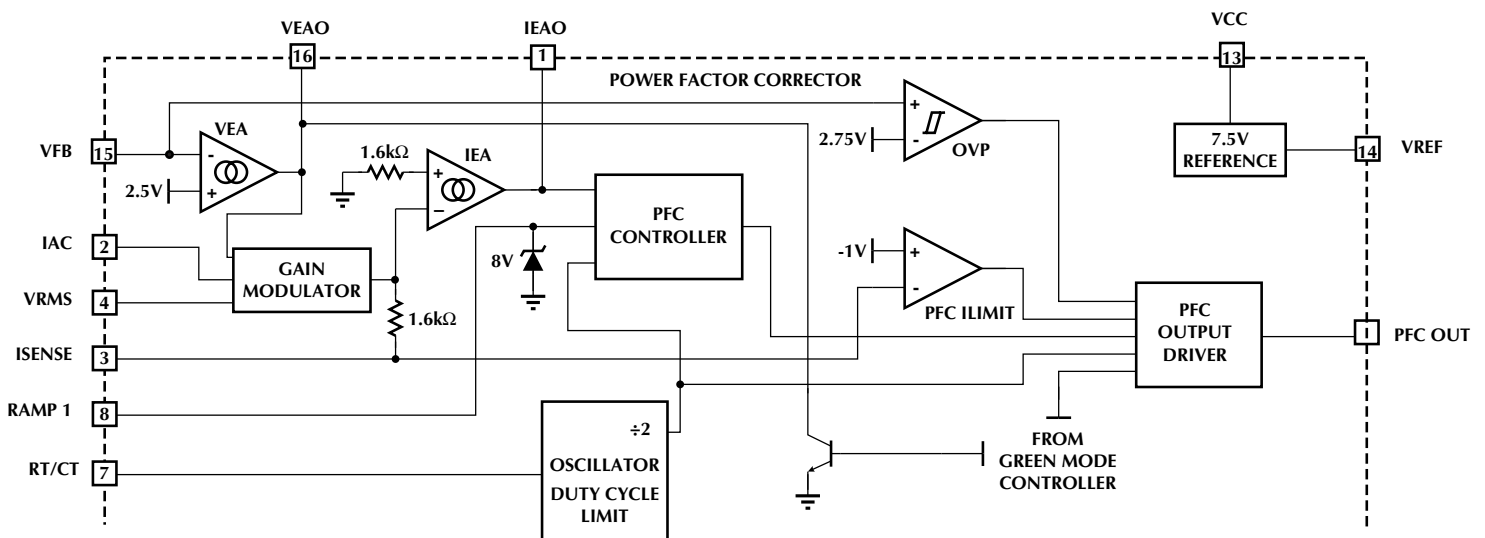 VEAO
16
IEAO
1
VCC
13
POWER FACTOR CORRECTOR
VFB
15
VEA
-
+
2.5V
1.6kΩ
IEA
+
–
2.75V
+
-
OVP
7.5V
REFERENCE
14
VREF
IAC
2
VRMS
4
GAIN
MODULATOR
1.6kΩ
8V
PFC
CONTROLLER
-1V
+
-
PFC ILIMIT
PFC
OUTPUT
DRIVER
PFC OUT
ISENSE
3
RAMP 1
8
RT/CT
7
÷2
OSCILLATOR
DUTY CYCLE
LIMIT
FROM
GREEN MODE
CONTROLLER